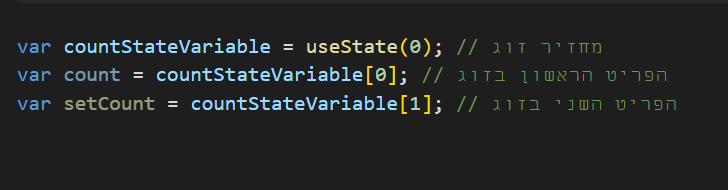 var countStateVariable = useState(0); // מחזיר זוג
var count = countStateVariable[0]; // הפריט הראשון בזוג
var setCount = countStateVariable[1]; // הפריט השני בזוג